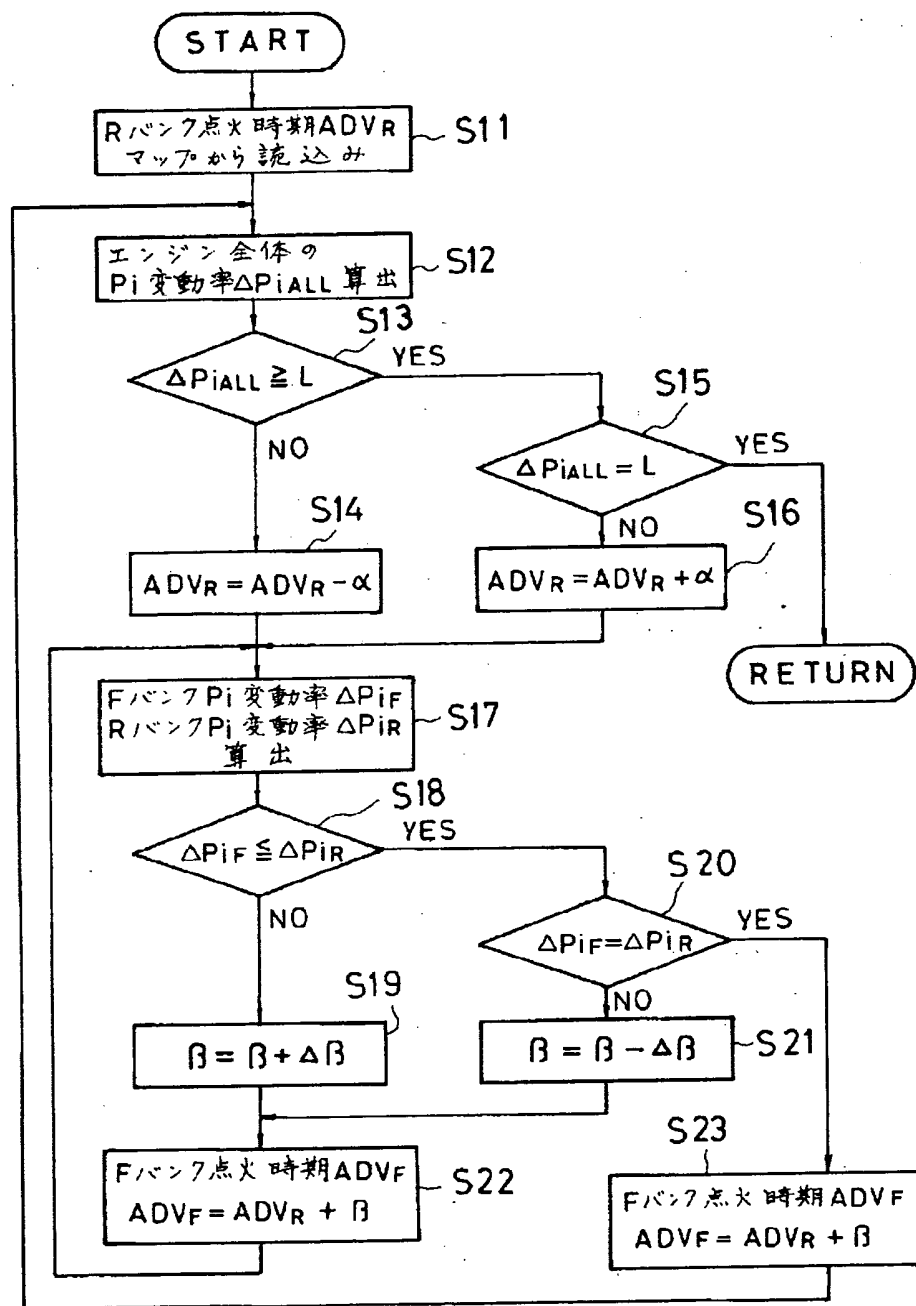 START
Rバンク点火時期ADVR
マップから読込み
S11
エンジン全体の
Pi変動率ΔPiALL算出
S12
S13
ΔPiALL≧L
YES
NO
S15
ΔPiALL=L
YES
NO
S14
ADVR=ADVR-α
S16
ADVR=ADVR+α
RETURN
FバンクPi変動率ΔPiF
RバンクPi変動率ΔPiR
算出
S17
S18
ΔPiF≦ΔPiR
YES
NO
S20
ΔPiF=ΔPiR
YES
NO
S19
β=β+Δβ
β=β-Δβ
S21
Fバンク点火時期ADVF
ADVF=ADVR+β
S22
S23
Fバンク点火時期ADVF
ADVF=ADVR+β